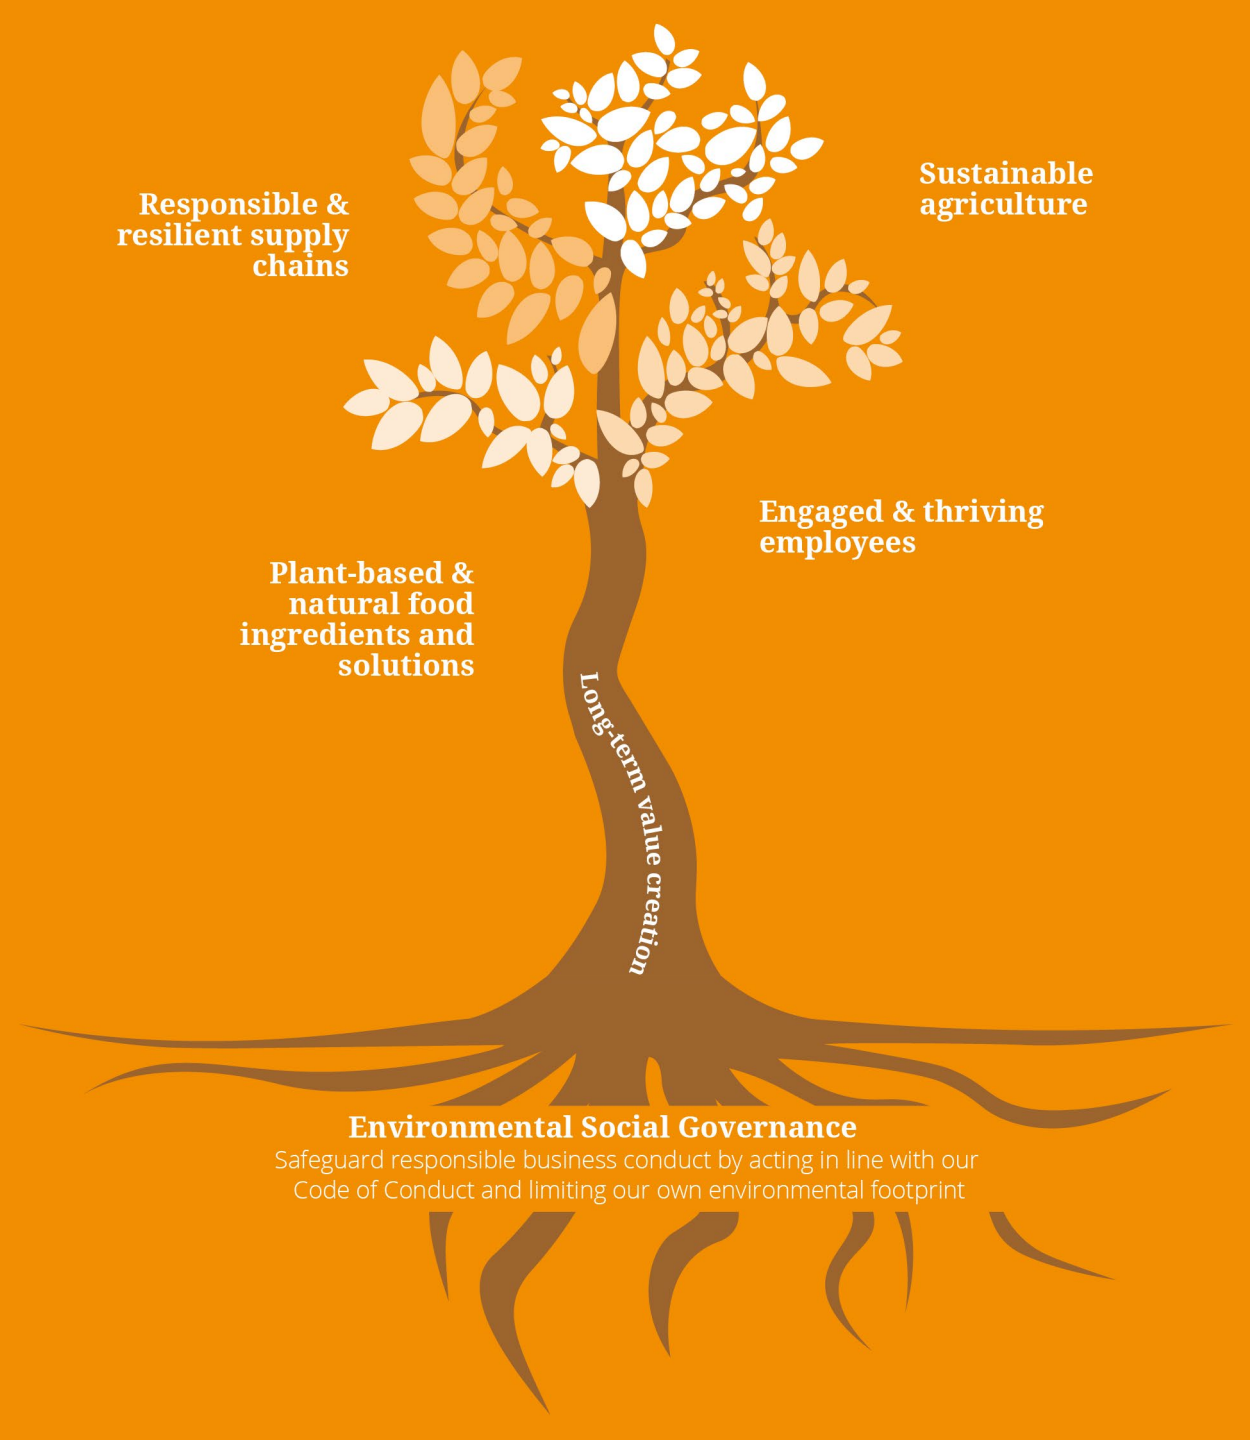 Sustainable
agriculture
Responsible &
resilient supply
chains
Engaged & thriving
employees
Plant-based &
natural food
ingredients and
solutions
Long-term value creation
Environmental Social Governance
Safeguard responsible business conduct by acting in line with our
Code of Conduct and limiting our own environmental footprint